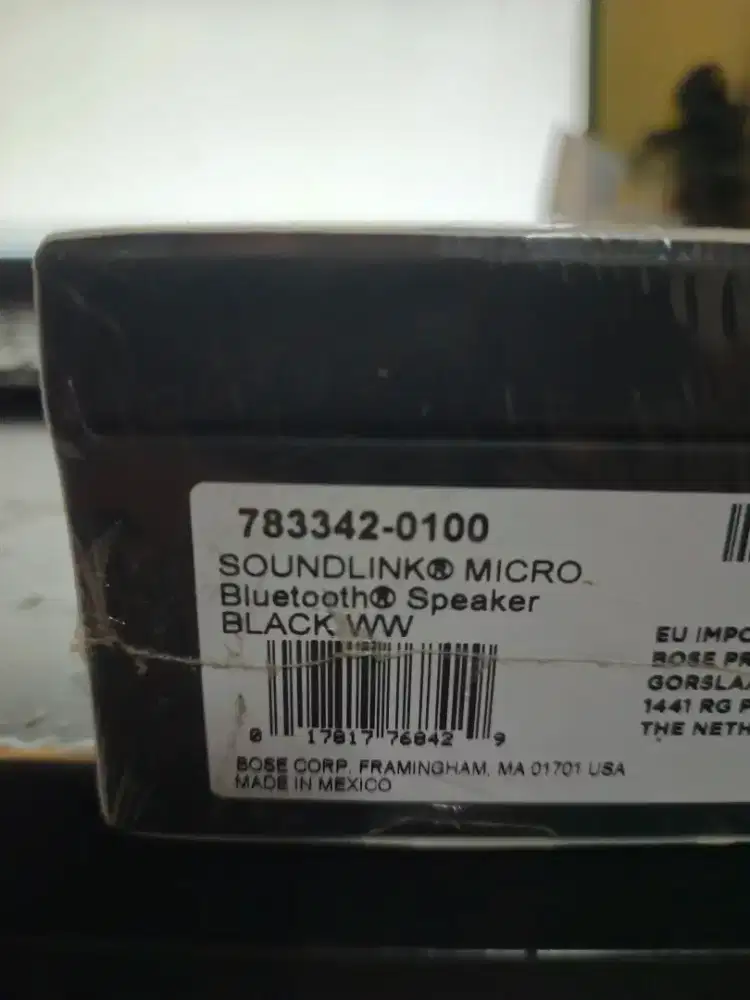 783342-0100
SOUNDLINK® MICRO
Bluetooth® Speaker
BLACK WW
0 17817 76842 9
BOSE CORP. FRAMINGHAM, MA 01701 USA
MADE IN MEXICO
EU IMPO
BOSE PR
GORSLA
1441 RG P
THE NETH